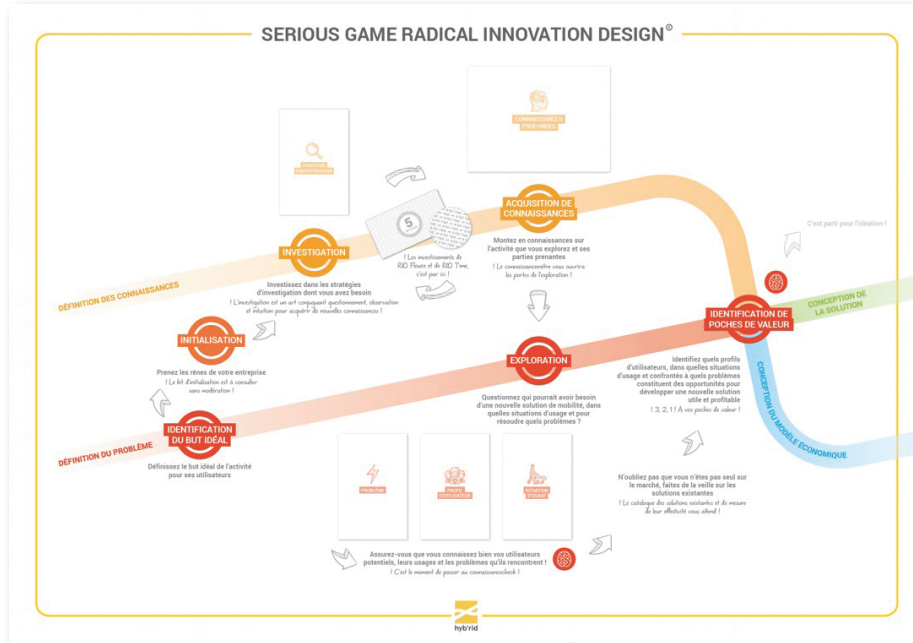 SERIOUS GAME RADICAL INNOVATION DESIGN©
CONNAISSANCES
PROFONDES
STRATÉGIE
D'INVESTIGATION
5
ACQUISITION DE
CONNAISSANCES
INVESTIGATION
Montez en connaissances sur
l'activité que vous explorez et ses
parties prenantes
! Le connaissancemètre vous ouvrira
les portes de l'exploration !
! Les investissements de
RID Fleurs et de RID Time,
c'est par ici !
C'est parti pour l'idéation !
Investissez dans les stratégies
d'investigation dont vous avez besoin
! L'investigation est un art conjuguant questionnement, observation
et intuition pour acquérir de nouvelles connaissances !
DÉFINITION DES CONNAISSANCES
CONCEPTION DE
LA SOLUTION
IDENTIFICATION DE
POCHES DE VALEUR
INITIALISATION
Prenez les rênes de votre entreprise
! Le kit d'initialisation est à consulter
sans modération !
EXPLORATION
Identifiez quels profils
d'utilisateurs, dans quelles situations
d'usage et confrontés à quels problèmes
constituent des opportunités pour
développer une nouvelle solution
utile et profitable
! 3, 2, 1 ! À vos poches de valeur !
CONCEPTION DU MODÈLE ÉCONOMIQUE
Questionnez qui pourrait avoir besoin
d'une nouvelle solution de mobilité, dans
quelles situations d'usage et pour
résoudre quels problèmes ?
IDENTIFICATION
DU BUT IDÉAL
DÉFINITION DU PROBLÈME
Définissez le but idéal de l'activité
pour ses utilisateurs
PROBLÈME
PROFIL
D'UTILISATEUR
SITUATION
D'USAGE
N'oubliez pas que vous n'êtes pas seul sur
le marché, faites de la veille sur les
solutions existantes
! Le catalogue des solutions existantes et de mesure
de leur effectivité vous attend !
Assurez-vous que vous connaissez bien vos utilisateurs
potentiels, leurs usages et les problèmes qu'ils rencontrent !
! C'est le moment de passer au connaissancecheck !
hyb'rid